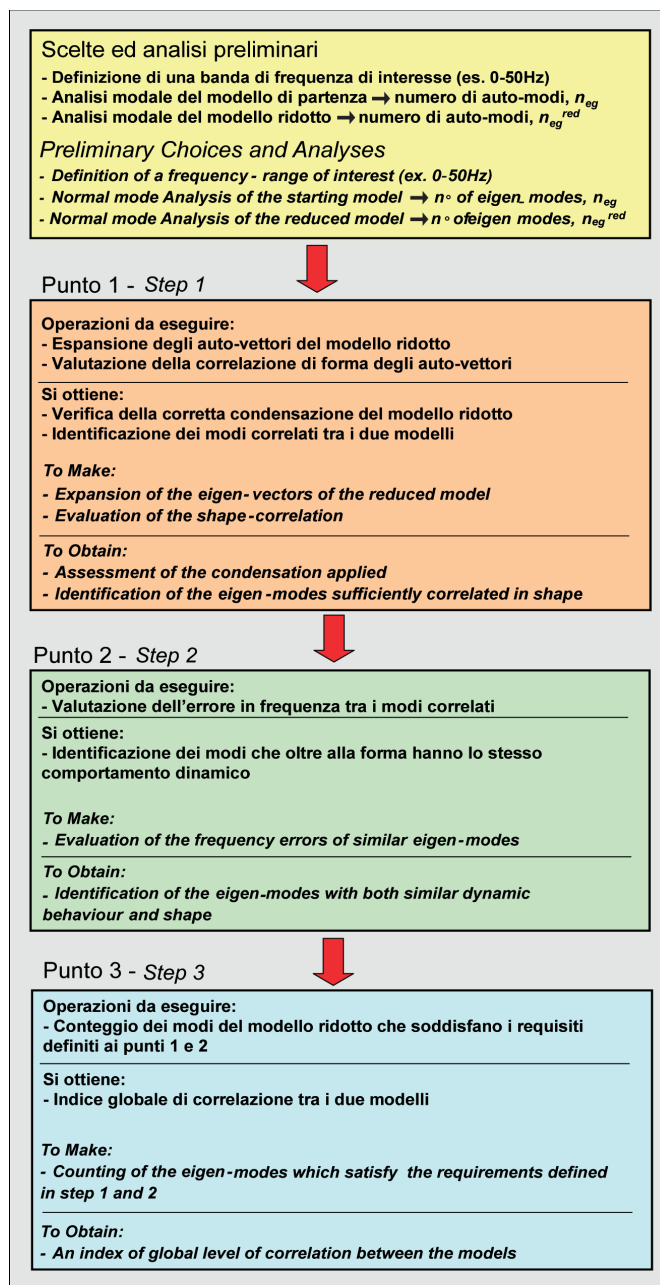 Scelte ed analisi preliminari
- Definizione di una banda di frequenza di interesse (es. 0-50Hz)
- Analisi modale del modello di partenza → numero di auto-modi, n_eg
- Analisi modale del modello ridotto → numero di auto-modi, n_eg^red
Preliminary Choices and Analyses
- Definition of a frequency - range of interest (ex. 0-50Hz)
- Normal mode Analysis of the starting model → n° of eigen_ modes, n_eg
- Normal mode Analysis of the reduced model → n° ofeigen modes, n_eg^red
Punto 1 - Step 1
Operazioni da eseguire:
- Espansione degli auto-vettori del modello ridotto
- Valutazione della correlazione di forma degli auto-vettori
Si ottiene:
- Verifica della corretta condensazione del modello ridotto
- Identificazione dei modi correlati tra i due modelli
To Make:
- Expansion of the eigen-vectors of the reduced model
- Evaluation of the shape-correlation
To Obtain:
- Assessment of the condensation applied
- Identification of the eigen -modes sufficiently correlated in shape
Punto 2 - Step 2
Operazioni da eseguire:
- Valutazione dell'errore in frequenza tra i modi correlati
Si ottiene:
- Identificazione dei modi che oltre alla forma hanno lo stesso
comportamento dinamico
To Make:
- Evaluation of the frequency errors of similar eigen-modes
To Obtain:
- Identification of the eigen-modes with both similar dynamic
behaviour and shape
Punto 3 - Step 3
Operazioni da eseguire:
- Conteggio dei modi del modello ridotto che soddisfano i requisiti
definiti ai punti 1 e 2
Si ottiene:
- Indice globale di correlazione tra i due modelli
To Make:
- Counting of the eigen-modes which satisfy the requirements defined
in step 1 and 2
To Obtain:
- An index of global level of correlation between the models